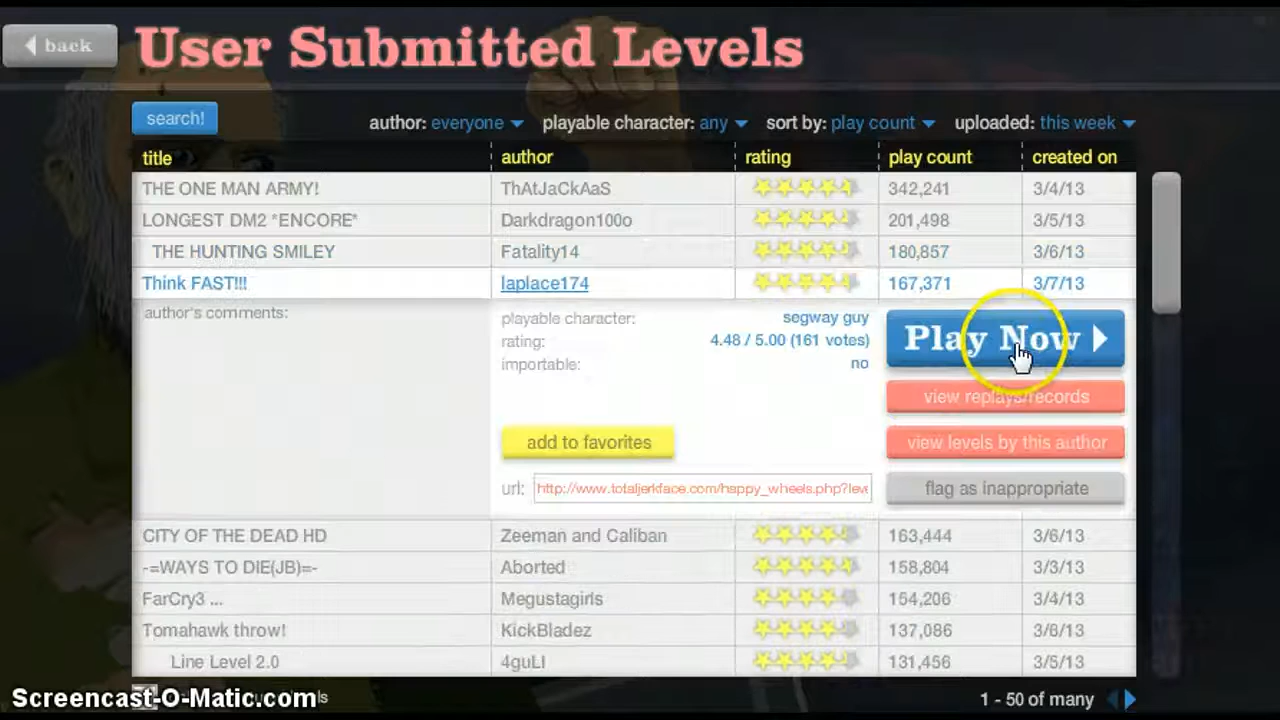 back
User Submitted Levels
search!
author: everyone playable character: any sort by: play count uploaded: this week
title author rating play count created on
THE ONE MAN ARMY! ThAtJaCkAaS 342,241 3/4/13
LONGEST DM2 *ENCORE* Darkdragon100o 201,498 3/5/13
THE HUNTING SMILEY Fatality14 180,857 3/6/13
Think FAST!!! laplace174 167,371 3/7/13
author's comments:
playable character: segway guy
rating: 4.48 / 5.00 (161 votes)
importable: no
Play Now
view replays/records
add to favorites
view levels by this author
url: http://www.totaljerkface.com/happy_wheels.php?leve
flag as inappropriate
CITY OF THE DEAD HD Zeeman and Caliban 163,444 3/6/13
-=WAYS TO DIE(JB)=- Aborted 158,804 3/3/13
FarCry3 ... Megustagirls 154,206 3/4/13
Tomahawk throw! KickBladez 137,086 3/6/13
Line Level 2.0 4guLI 131,456 3/5/13
Screencast-O-Matic.com
1 - 50 of many